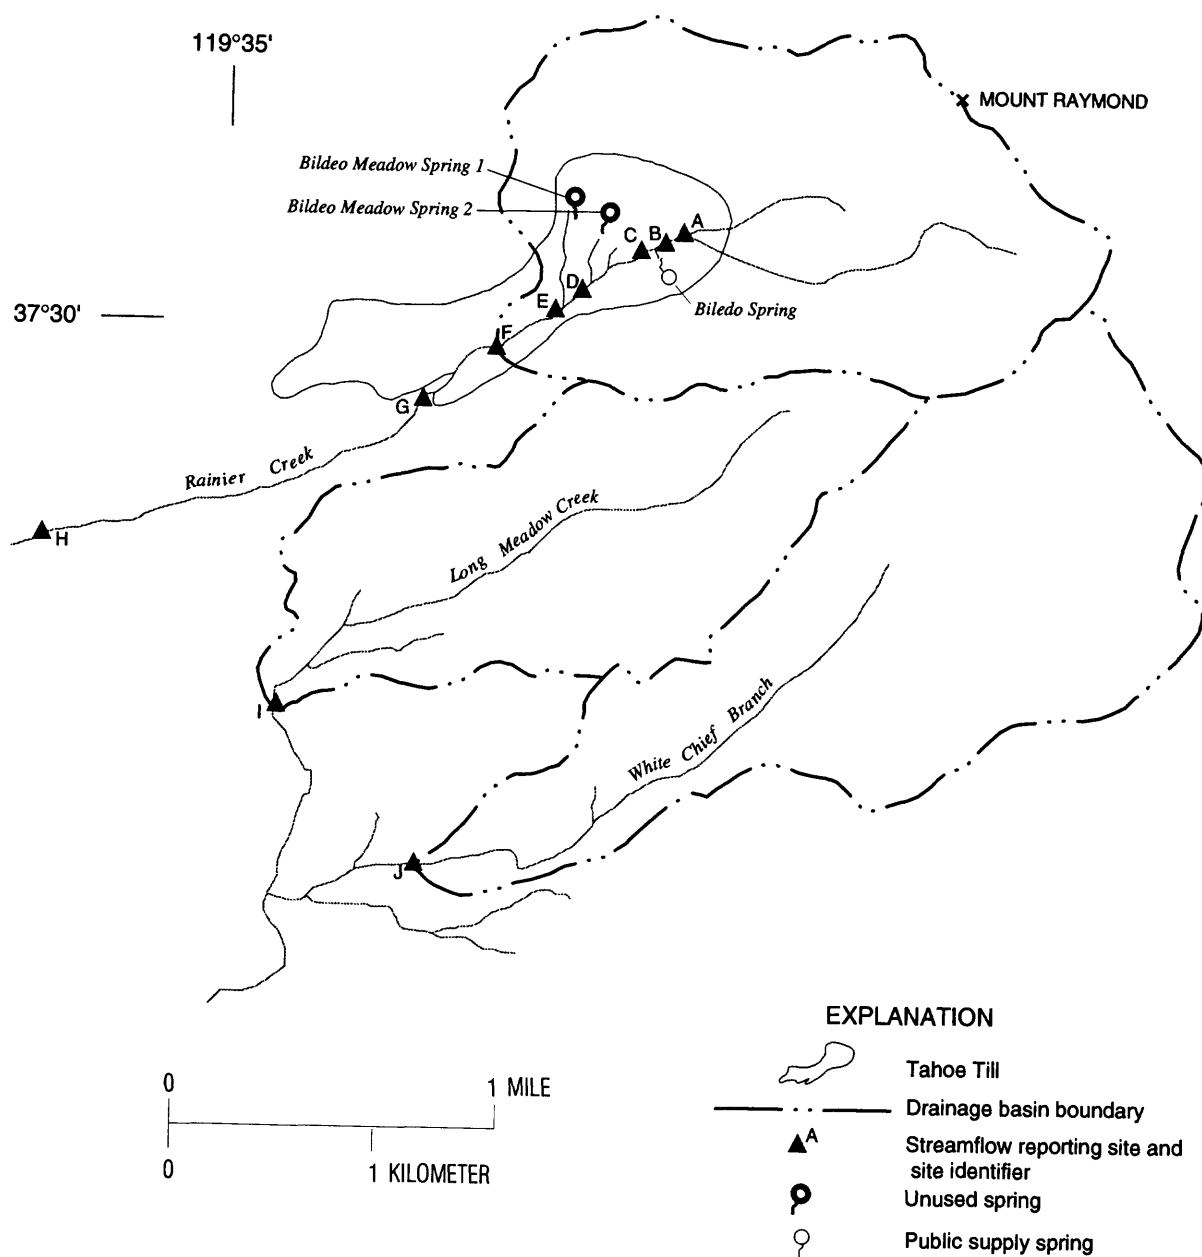 119°35'
MOUNT RAYMOND
Bildeo Meadow Spring 1
Bildeo Meadow Spring 2
A
B
C
D
Biledo Spring
E
37°30'
F
G
Rainier Creek
H
Long Meadow Creek
I
White Chief Branch
J
EXPLANATION
Tahoe Till
Drainage basin boundary
A
Streamflow reporting site and
site identifier
Unused spring
Public supply spring
0
1 MILE
0
1 KILOMETER